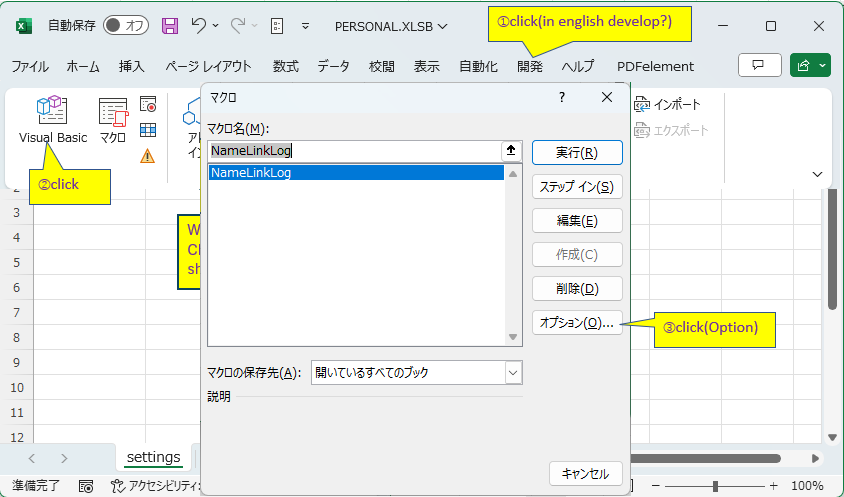 自動保存 オフ PERSONAL.XLSB
①click(in english develop?)
ファイル ホーム 挿入 ページ レイアウト 数式 データ 校閲 表示 自動化 開発 ヘルプ PDFelement
Visual Basic マクロ アド
イン
インポート
エクスポート
②click
マクロ
マクロ名(M):
NameLinkLog
NameLinkLog
実行(R)
ステップ イン(S)
編集(E)
作成(C)
削除(D)
オプション(O)...
③click(Option)
マクロの保存先(A): 開いているすべてのブック
説明
キャンセル
2
3
4
5
6
7
8
9
10
11
12
W
Cl
sh
settings
準備完了 アクセシビリティ: 100%